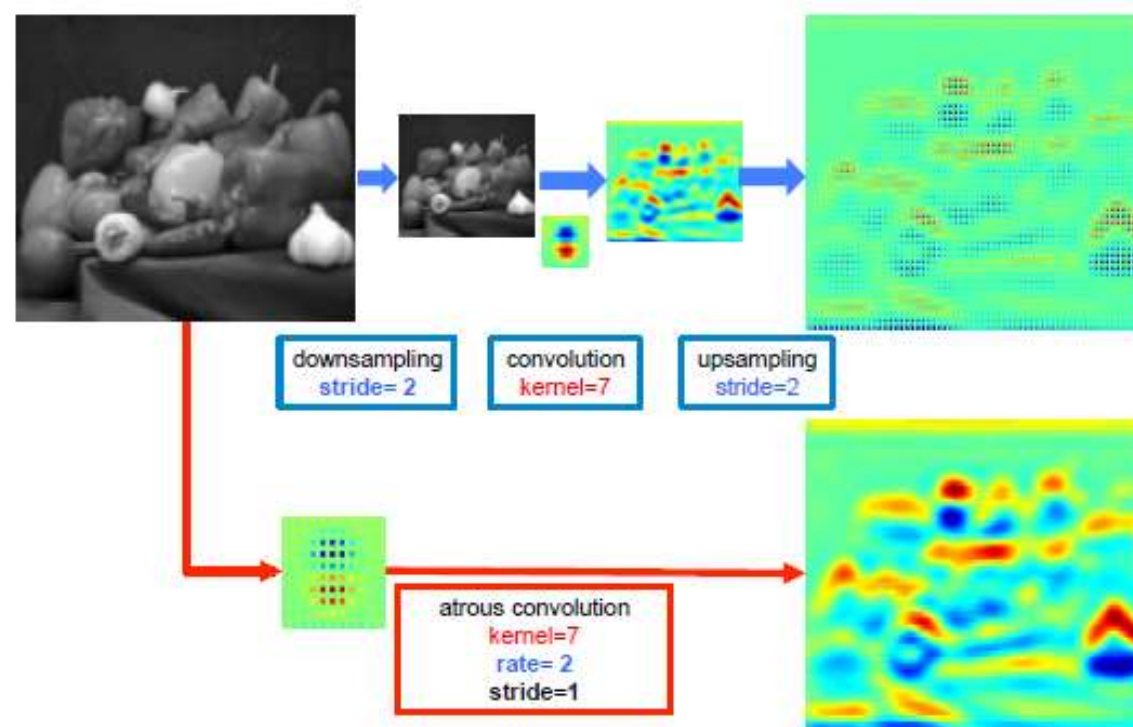 downsampling
stride= 2
convolution
kernel=7
upsampling
stride=2
atrous convolution
kernel=7
rate= 2
stride=1